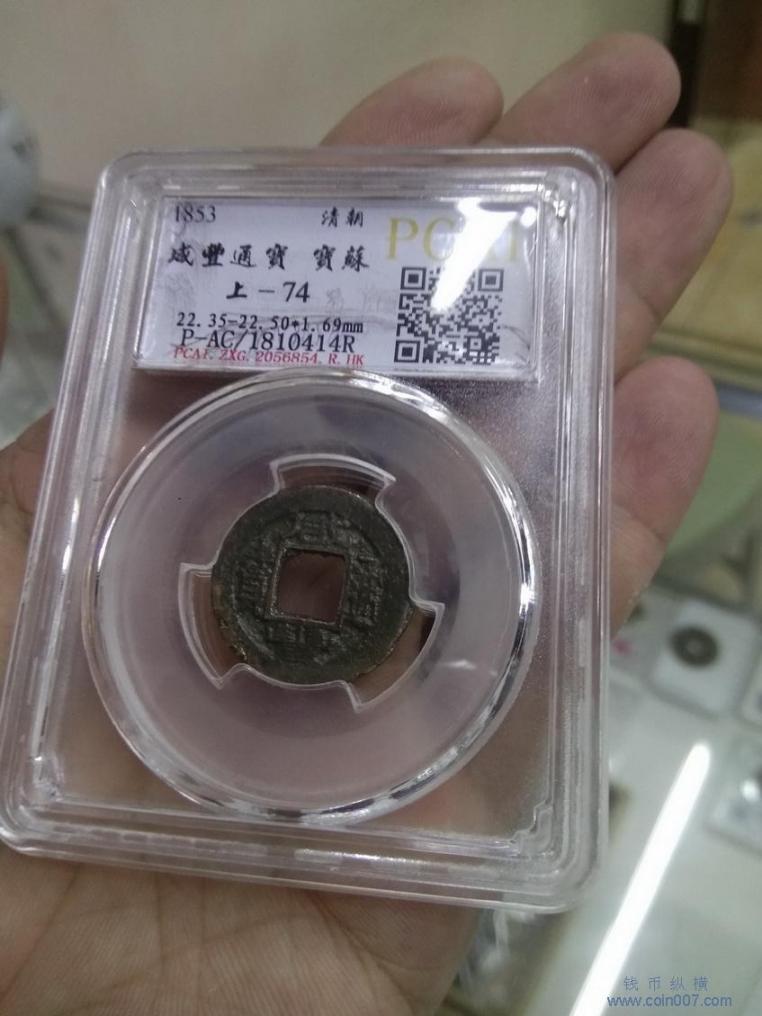 1853 清朝 PCAI
咸豐通寶 寶蘇
上-74
22.35-22.50*1.69mm
P-AC/1810414R
PCAI. ZXG. 2056854. R. HK
钱币纵横
www.coin007.com